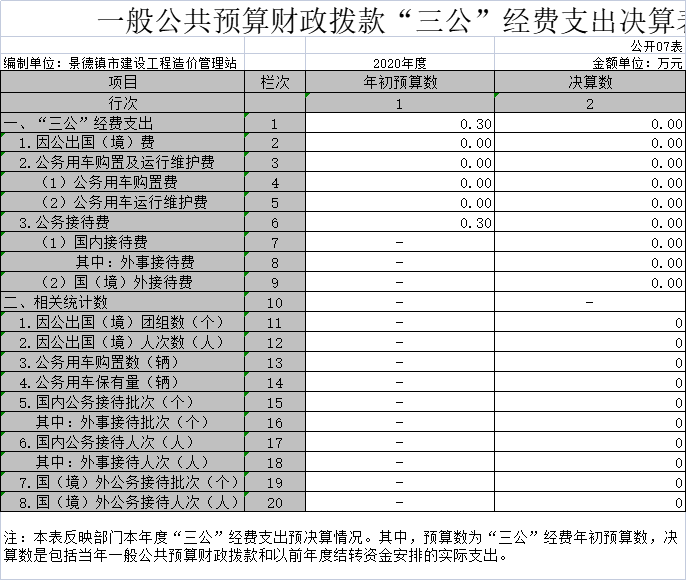 一般公共预算财政拨款“三公”经费支出决算表
公开07表
编制单位：景德镇市建设工程造价管理站 2020年度 金额单位：万元
项目 栏次 年初预算数 决算数
行次 1 2
一、“三公”经费支出 1 0.30 0.00
1.因公出国（境）费 2 0.00 0.00
2.公务用车购置及运行维护费 3 0.00 0.00
（1）公务用车购置费 4 0.00 0.00
（2）公务用车运行维护费 5 0.00 0.00
3.公务接待费 6 0.30 0.00
（1）国内接待费 7 － 0.00
其中：外事接待费 8 － 0.00
（2）国（境）外接待费 9 － 0.00
二、相关统计数 10 － －
1.因公出国（境）团组数（个） 11 － 0
2.因公出国（境）人次数（人） 12 － 0
3.公务用车购置数（辆） 13 － 0
4.公务用车保有量（辆） 14 － 0
5.国内公务接待批次（个） 15 － 0
其中：外事接待批次（个） 16 － 0
6.国内公务接待人次（人） 17 － 0
其中：外事接待人次（人） 18 － 0
7.国（境）外公务接待批次（个） 19 － 0
8.国（境）外公务接待人次（人） 20 － 0
注：本表反映部门本年度“三公”经费支出预决算情况。其中，预算数为“三公”经费年初预算数，决
算数是包括当年一般公共预算财政拨款和以前年度结转资金安排的实际支出。